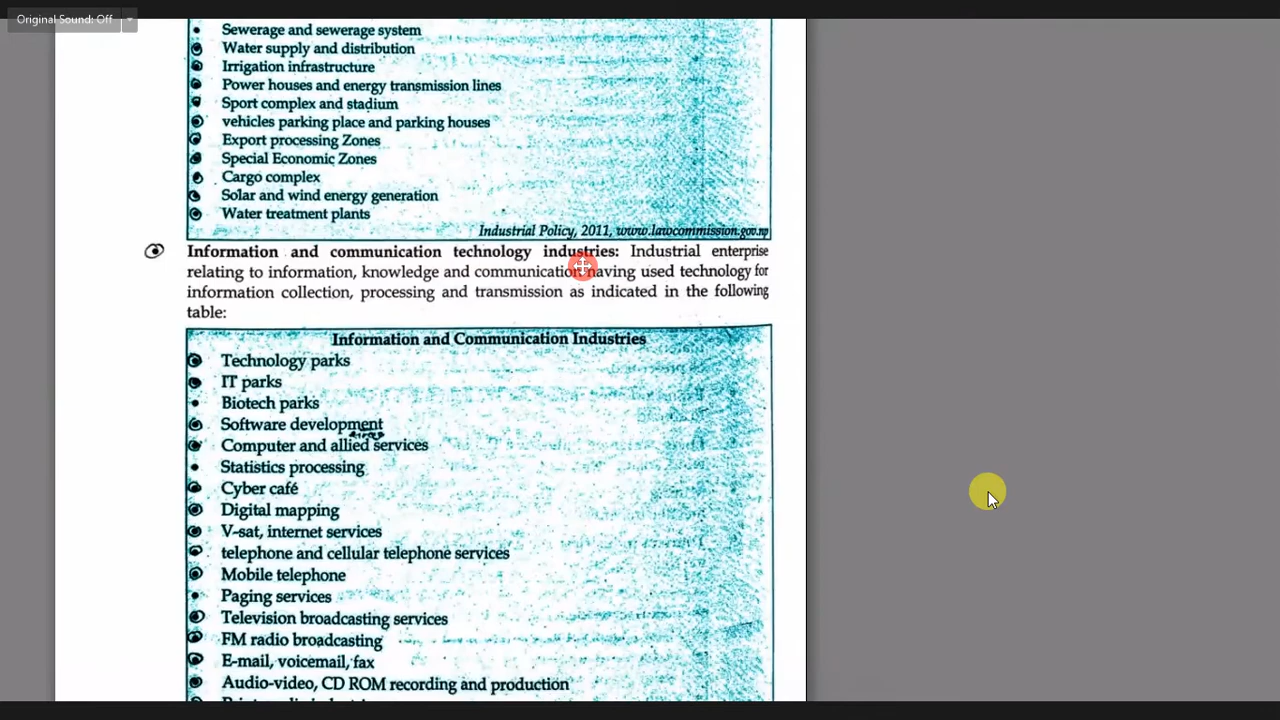 Original Sound: Off
Sewerage and sewerage system
Water supply and distribution
Irrigation infrastructure
Power houses and energy transmission lines
Sport complex and stadium
vehicles parking place and parking houses
Export processing Zones
Special Economic Zones
Cargo complex
Solar and wind energy generation
Water treatment plants
Industrial Policy, 2011, www.lawcommission.gov.np
Information and communication technology industries: Industrial enterprise
relating to information, knowledge and communication having used technology for
information collection, processing and transmission as indicated in the following
table:
Information and Communication Industries
Technology parks
IT parks
Biotech parks
Software development
Computer and allied services
Statistics processing
Cyber café
Digital mapping
V-sat, internet services
telephone and cellular telephone services
Mobile telephone
Paging services
Television broadcasting services
FM radio broadcasting
E-mail, voicemail, fax
Audio-video, CD ROM recording and production